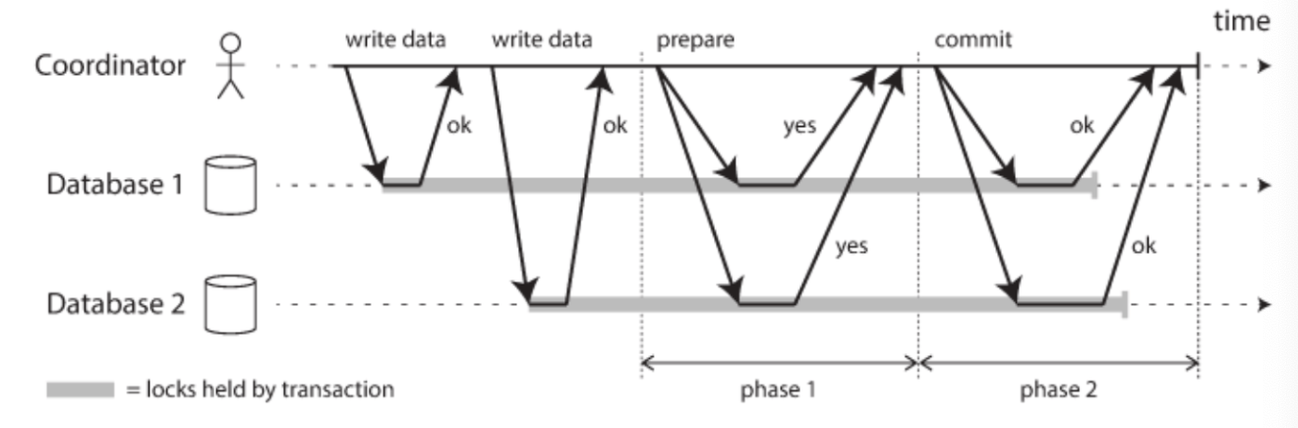 time
write data
write data
prepare
commit
Coordinator
ok
ok
yes
ok
Database 1
yes
ok
Database 2
= locks held by transaction
phase 1
phase 2